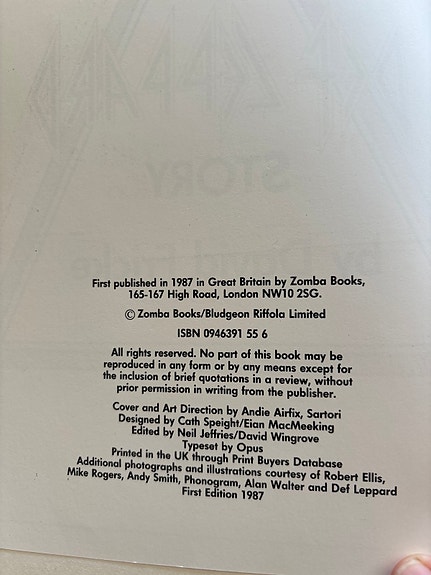 First published in 1987 in Great Britain by Zomba Books,
165-167 High Road, London NW10 2SG.
© Zomba Books/Bludgeon Riffola Limited
ISBN 0946391 55 6
All rights reserved. No part of this book may be
reproduced in any form or by any means except for
the inclusion of brief quotations in a review, without
prior permission in writing from the publisher.
Cover and Art Direction by Andie Airfix, Sartori
Designed by Cath Speight/Eian MacMeeking
Edited by Neil Jeffries/David Wingrove
Typeset by Opus
Printed in the UK through Print Buyers Database
Additional photographs and illustrations courtesy of Robert Ellis,
Mike Rogers, Andy Smith, Phonogram, Alan Walter and Def Leppard
First Edition 1987